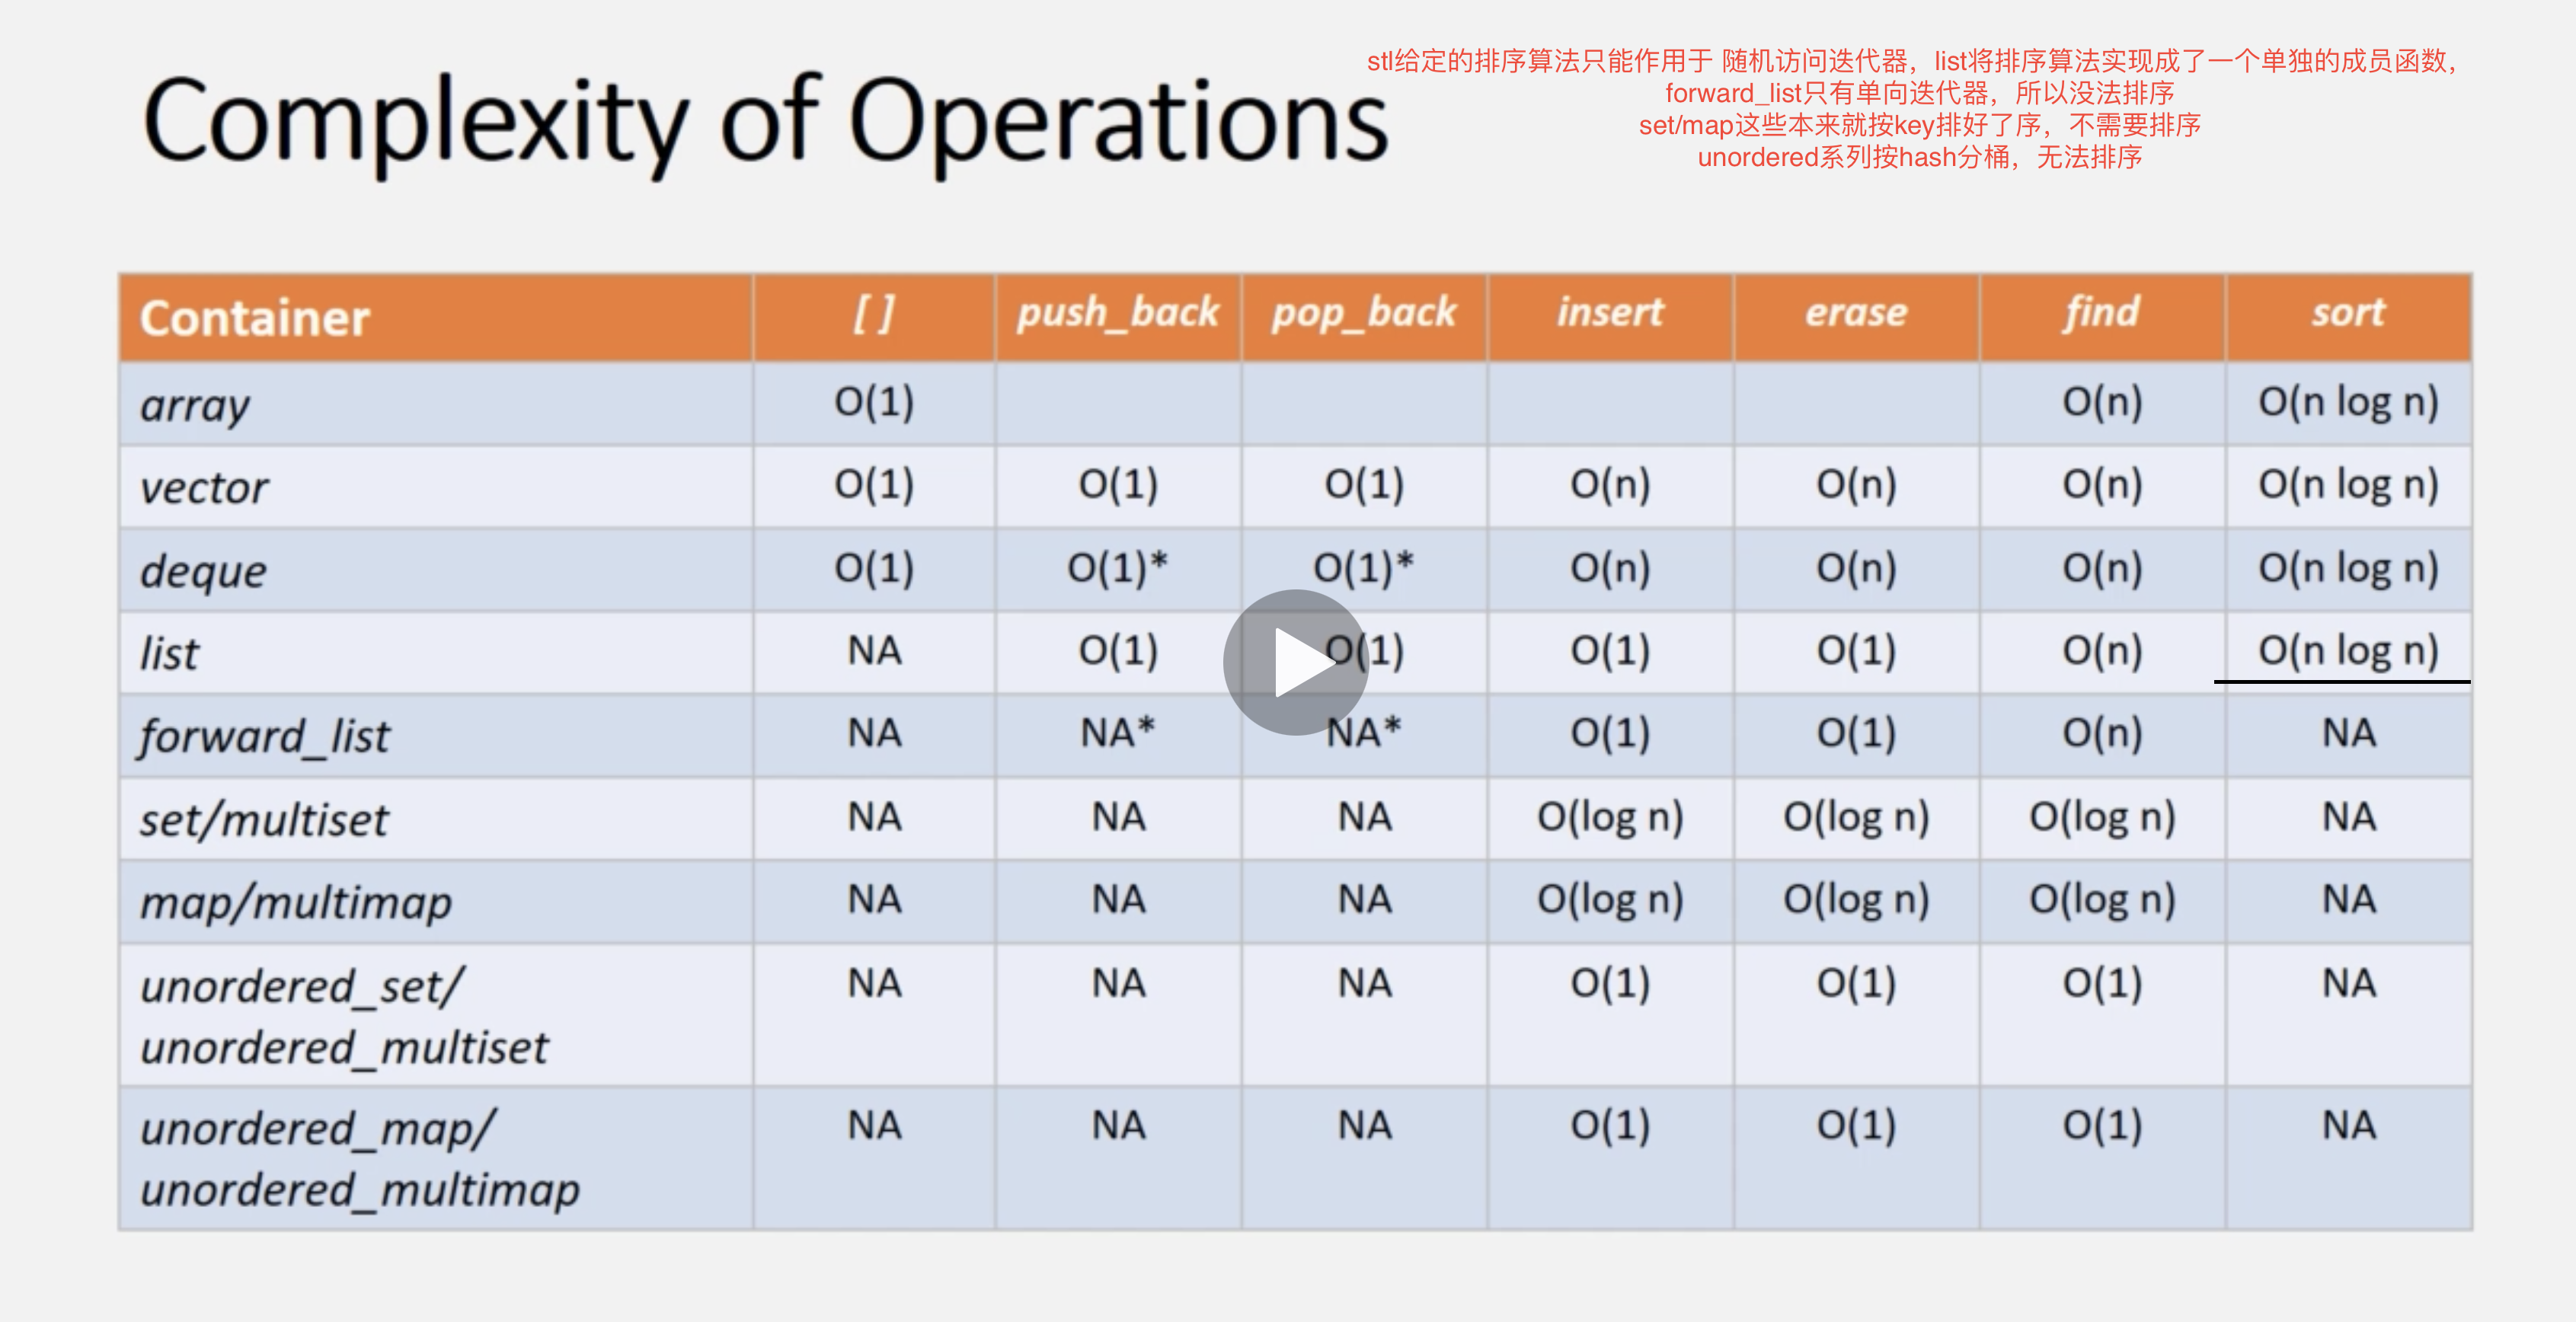 stl给定的排序算法只能作用于 随机访问迭代器，list将排序算法实现成了一个单独的成员函数，
forward_list只有单向迭代器，所以没法排序
set/map这些本来就按key排好了序，不需要排序
unordered系列按hash分桶，无法排序
Complexity of Operations
Container [ ] push_back pop_back insert erase find sort
array O(1) O(n) O(n log n)
vector O(1) O(1) O(1) O(n) O(n) O(n) O(n log n)
deque O(1) O(1)* O(1)* O(n) O(n) O(n) O(n log n)
list NA O(1) O(1) O(1) O(1) O(n) O(n log n)
forward_list NA NA* NA* O(1) O(1) O(n) NA
set/multiset NA NA NA O(log n) O(log n) O(log n) NA
map/multimap NA NA NA O(log n) O(log n) O(log n) NA
unordered_set/ NA NA NA O(1) O(1) O(1) NA
unordered_multiset
unordered_map/ NA NA NA O(1) O(1) O(1) NA
unordered_multimap